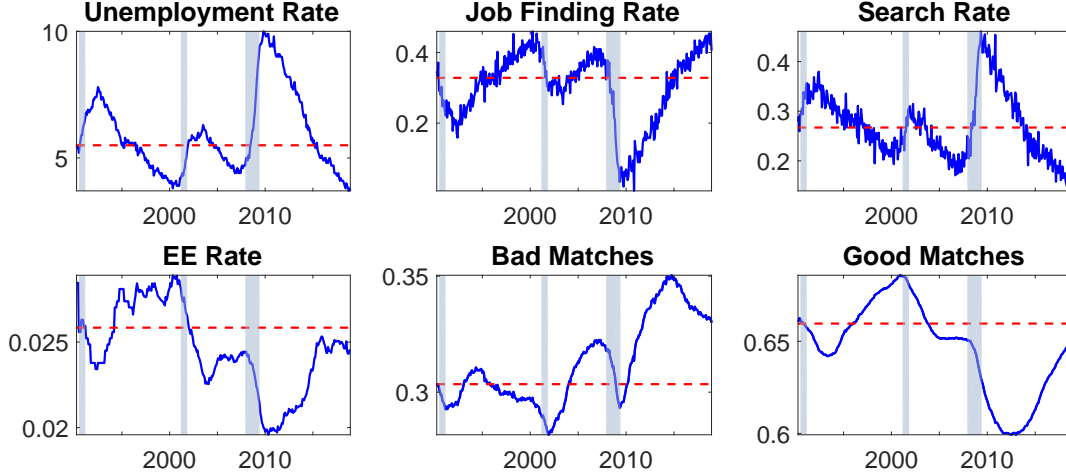 Unemployment Rate Job Finding Rate Search Rate
10 0.4 0.4
5 0.2 0.3
0.2
2000 2010 2000 2010 2000 2010
EE Rate Bad Matches Good Matches
0.025 0.35 0.65
0.02 0.3 0.6
2000 2010 2000 2010 2000 2010